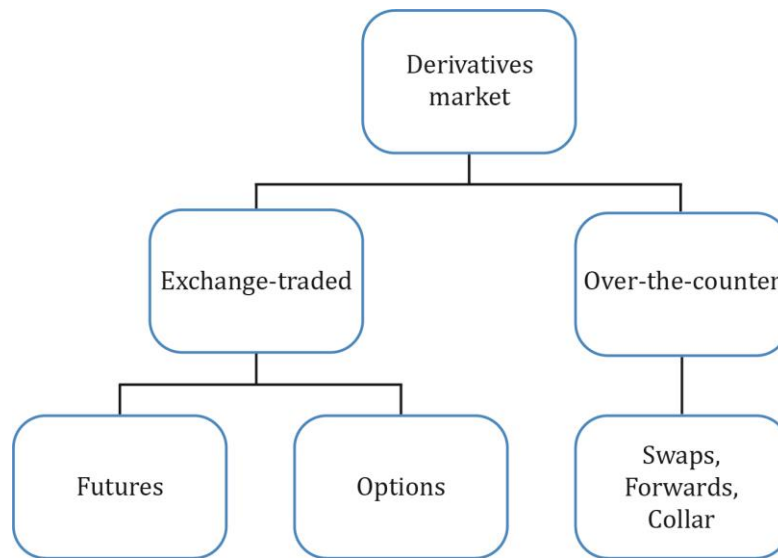 Derivatives
market
Exchange-traded
Over-the-counter
Futures
Options
Swaps,
Forwards,
Collar